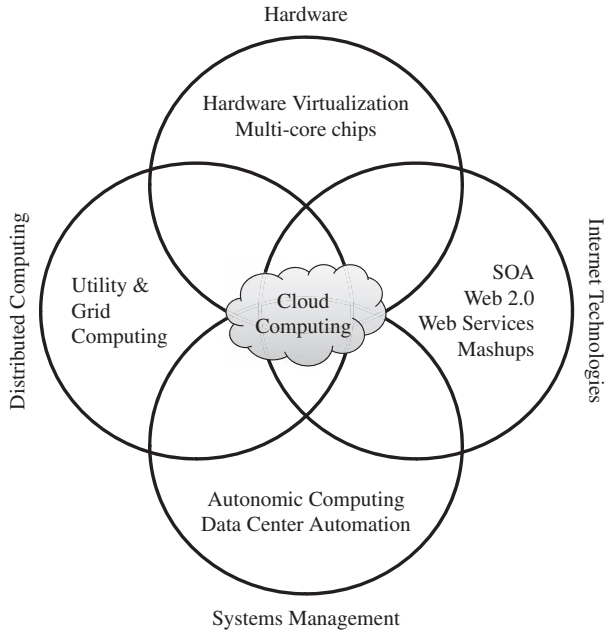 Hardware
Hardware Virtualization
Multi-core chips
Distributed Computing
Utility &
Grid
Computing
Cloud
Computing
SOA
Web 2.0
Web Services
Mashups
Internet Technologies
Autonomic Computing
Data Center Automation
Systems Management